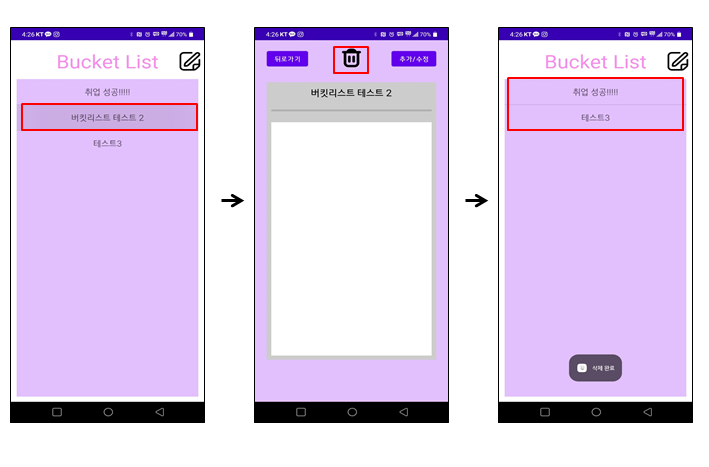 4:26 KT 70%
Bucket List
취업 성공!!!!!
버킷리스트 테스트 2
테스트3
4:26 KT 70%
뒤로가기 추가/수정
버킷리스트 테스트 2
4:26 KT 70%
Bucket List
취업 성공!!!!!
테스트3
삭제 완료